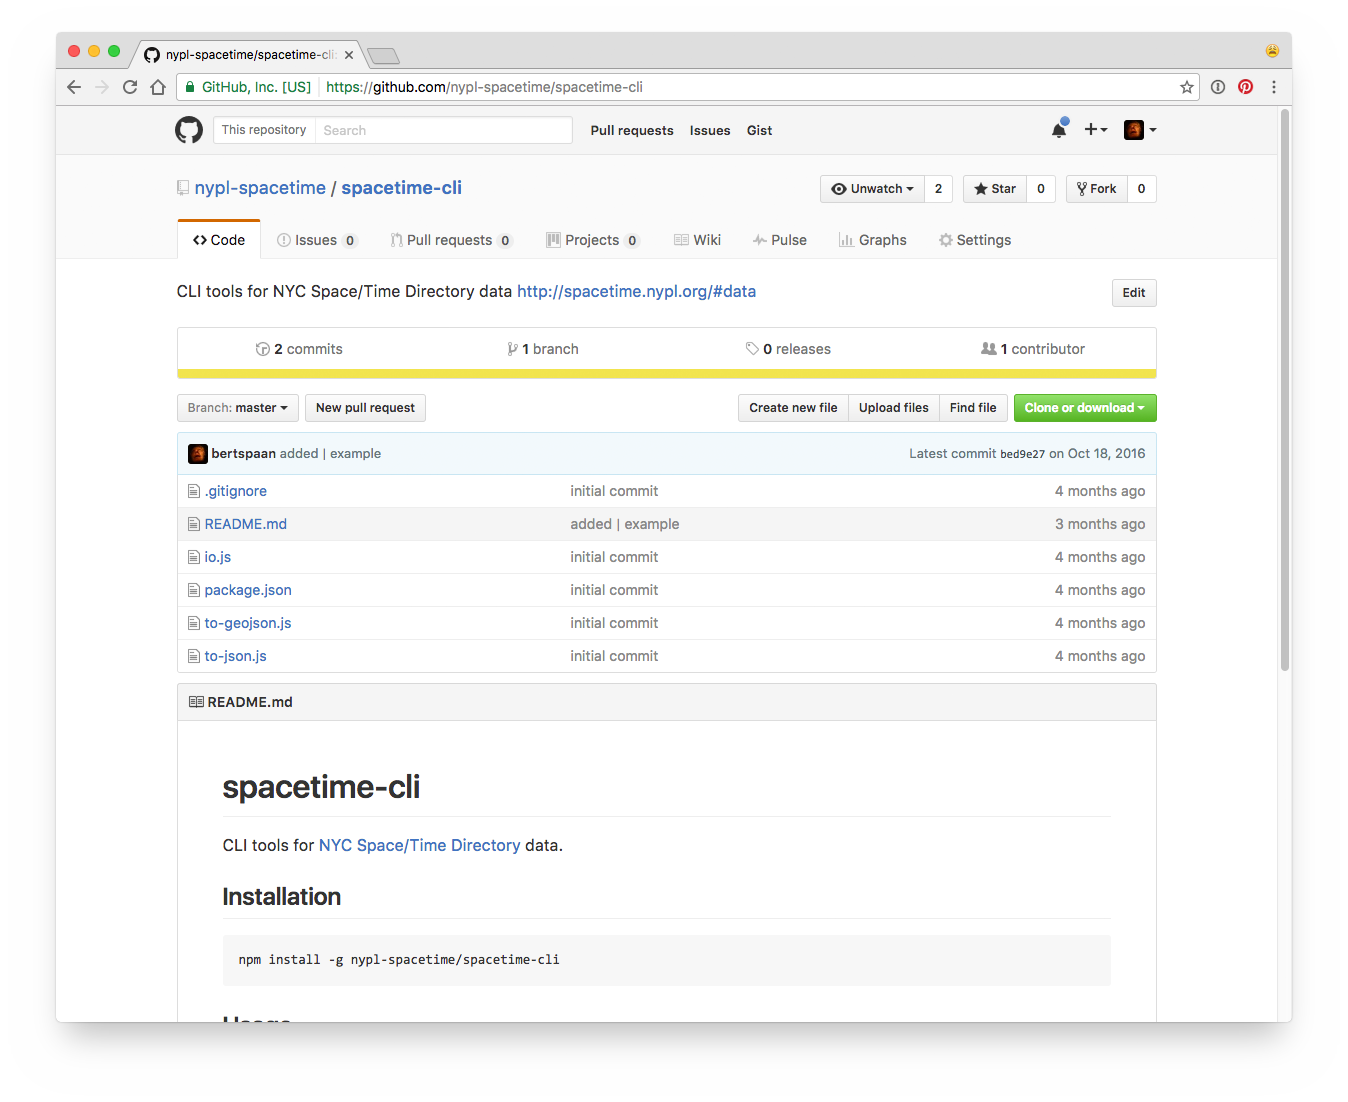 nypl-spacetime/spacetime-cli:
GitHub, Inc. [US] https://github.com/nypl-spacetime/spacetime-cli
This repository Search Pull requests Issues Gist
nypl-spacetime / spacetime-cli Unwatch 2 Star 0 Fork 0
Code Issues 0 Pull requests 0 Projects 0 Wiki Pulse Graphs Settings
CLI tools for NYC Space/Time Directory data http://spacetime.nypl.org/#data Edit
2 commits 1 branch 0 releases 1 contributor
Branch: master New pull request Create new file Upload files Find file Clone or download
bertspaan added | example Latest commit bed9e27 on Oct 18, 2016
.gitignore initial commit 4 months ago
README.md added | example 3 months ago
io.js initial commit 4 months ago
package.json initial commit 4 months ago
to-geojson.js initial commit 4 months ago
to-json.js initial commit 4 months ago
README.md
spacetime-cli
CLI tools for NYC Space/Time Directory data.
Installation
npm install -g nypl-spacetime/spacetime-cli
Usage